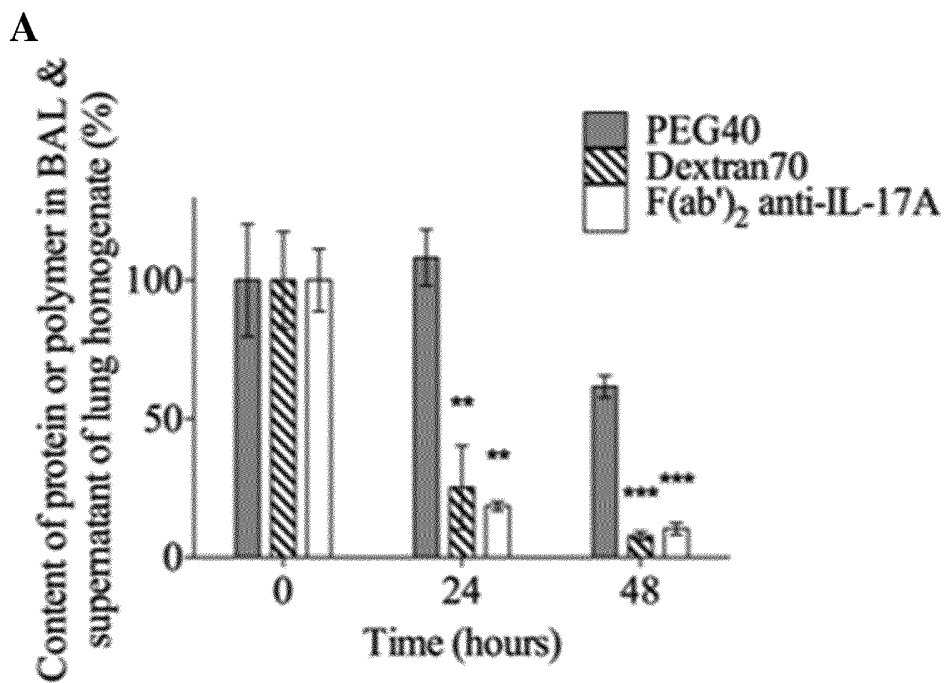 A
Content of protein or polymer in BAL &
supernatant of lung homogenate (%)
PEG40
Dextran70
F(ab')₂ anti-IL-17A
100
50
0
**
**
***
***
0
24
48
Time (hours)